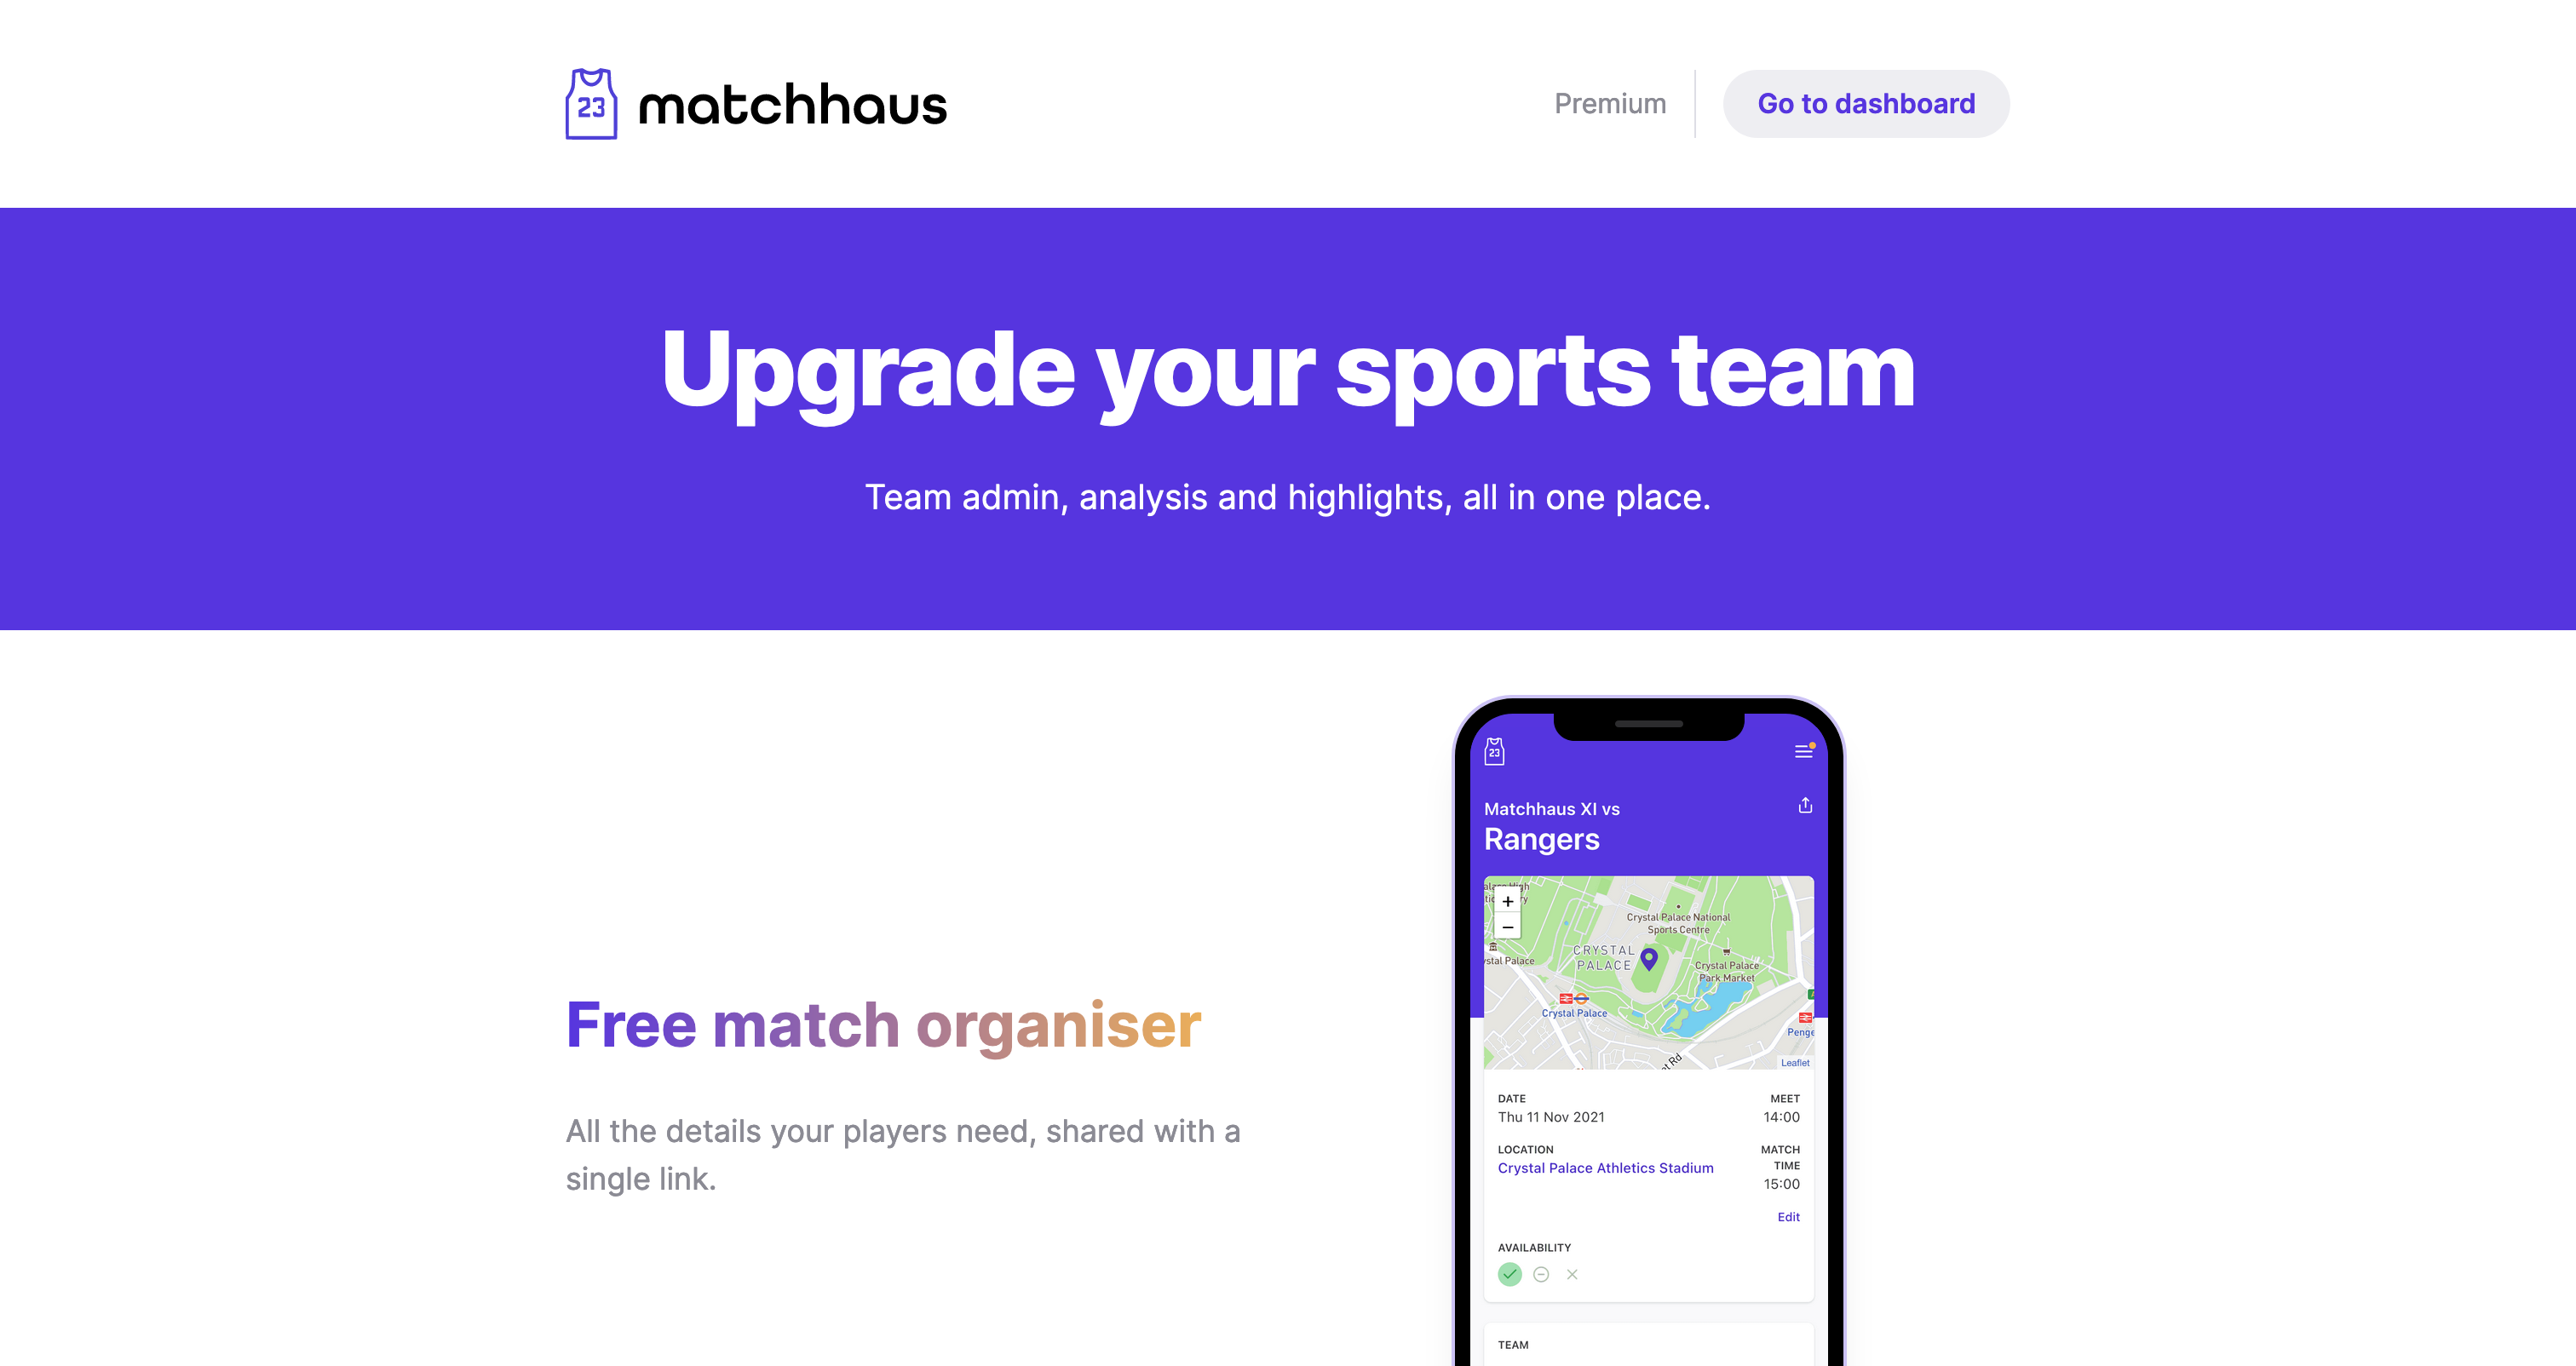 23
matchhaus
Premium
Go to dashboard
Upgrade your sports team
Team admin, analysis and highlights, all in one place.
Free match organiser
All the details your players need, shared with a
single link.
23
Matchhaus XI vs
Rangers
+
−
Crystal Palace National
Sports Centre
CRYSTAL
PALACE
stal Palace
Crystal Palace
Park Market
Crystal Palace
Penge
Rd
Leaflet
DATE
Thu 11 Nov 2021
MEET
14:00
LOCATION
Crystal Palace Athletics Stadium
MATCH
TIME
15:00
Edit
AVAILABILITY
TEAM